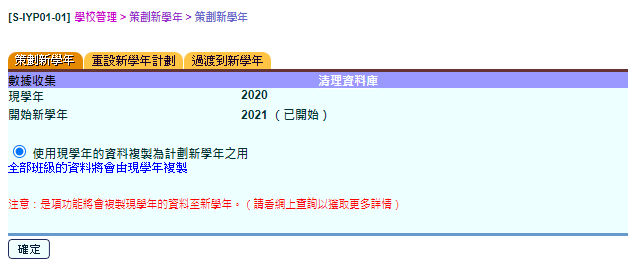 [S-IYP01-01] 學校管理 > 策劃新學年 > 策劃新學年
策劃新學年 重設新學年計劃 過渡到新學年
數據收集 清理資料庫
現學年 2020
開始新學年 2021 （已開始）
使用現學年的資料複製為計劃新學年之用
全部班級的資料將會由現學年複製
注意：是項功能將會複製現學年的資料至新學年。（請看網上查詢以獲取更多詳情）
確定